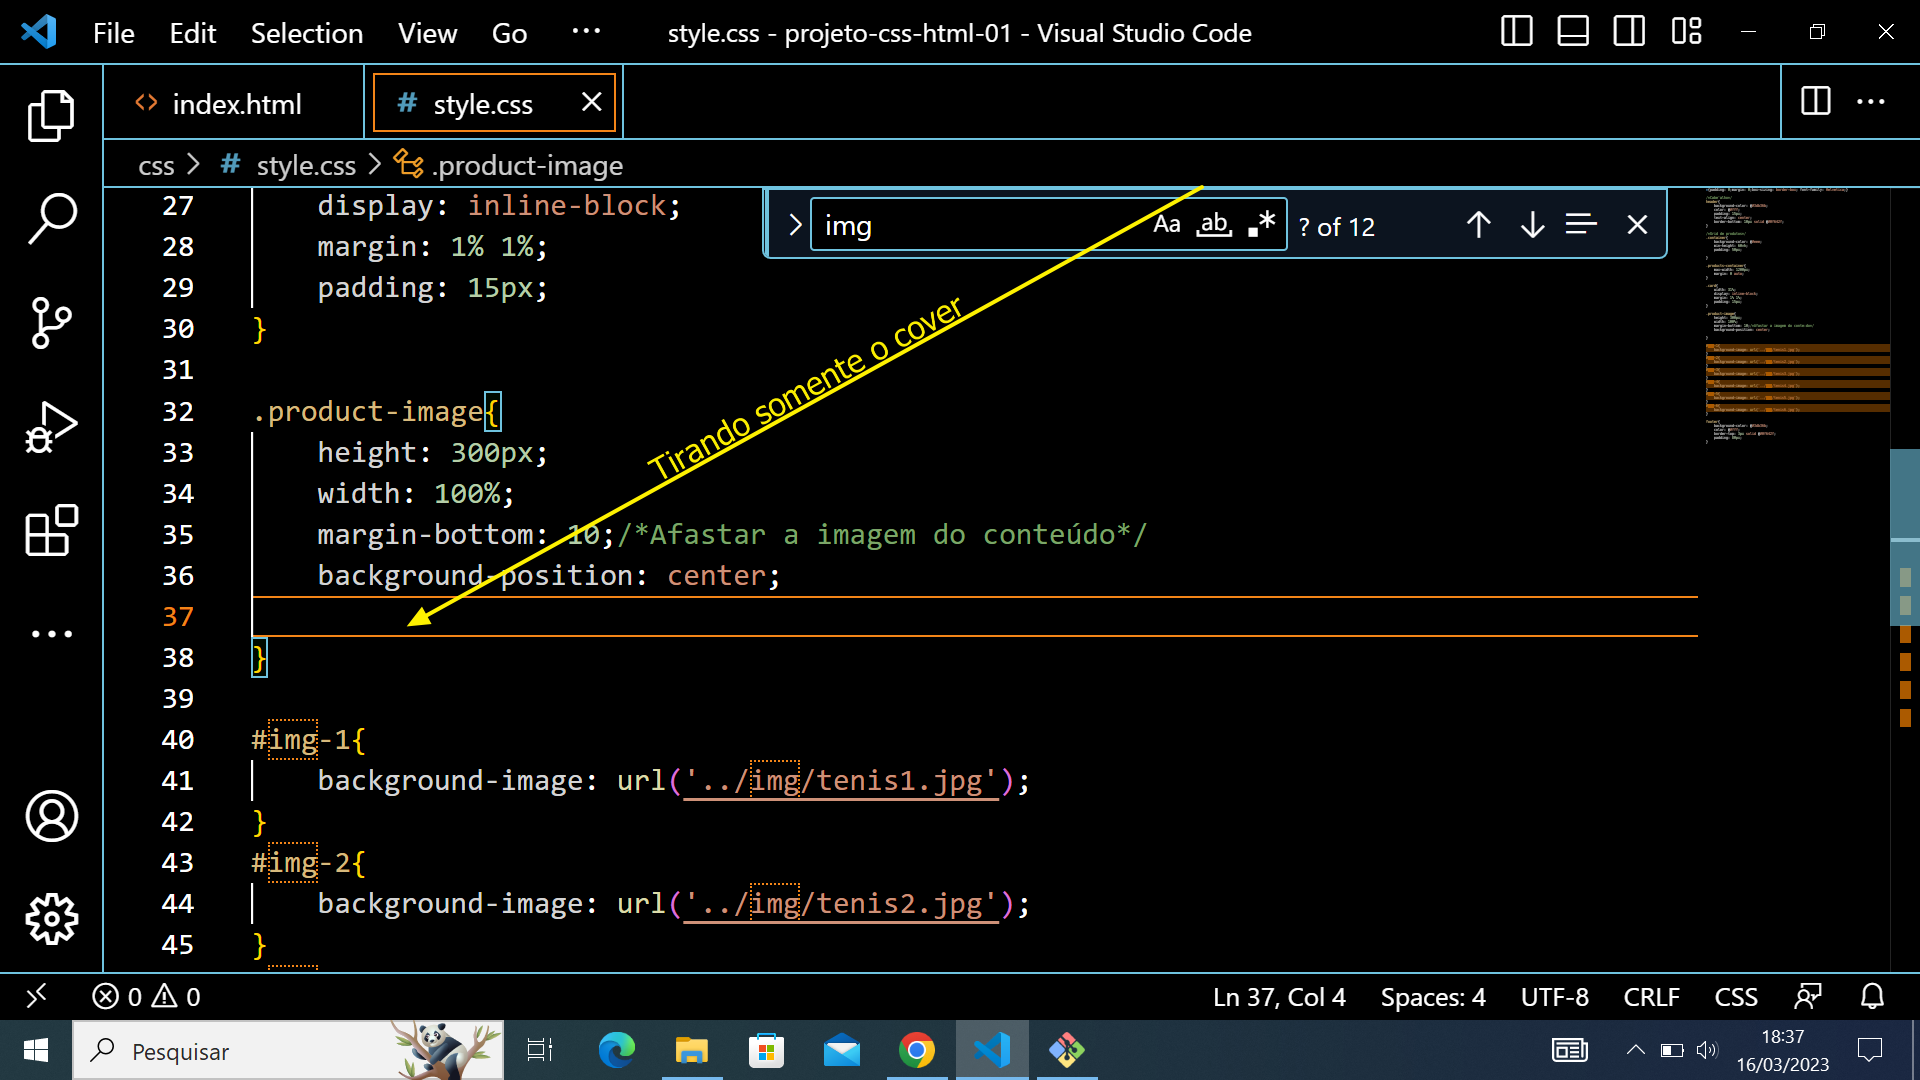 File Edit Selection View Go ··· style.css - projeto-css-html-01 - Visual Studio Code
index.html # style.css
css > # style.css > .product-image
img Aa ab .* ? of 12
27 display: inline-block;
28 margin: 1% 1%;
29 padding: 15px;
30 }
31
32 .product-image{
33 height: 300px;
34 width: 100%;
35 margin-bottom: 10;/*Afastar a imagem do conteúdo*/
36 background-position: center;
37
38 }
39
40 #img-1{
41 background-image: url('../img/tenis1.jpg');
42 }
43 #img-2{
44 background-image: url('../img/tenis2.jpg');
45 }
Tirando somente o cover
0 0 Ln 37, Col 4 Spaces: 4 UTF-8 CRLF CSS
Pesquisar
18:37
16/03/2023